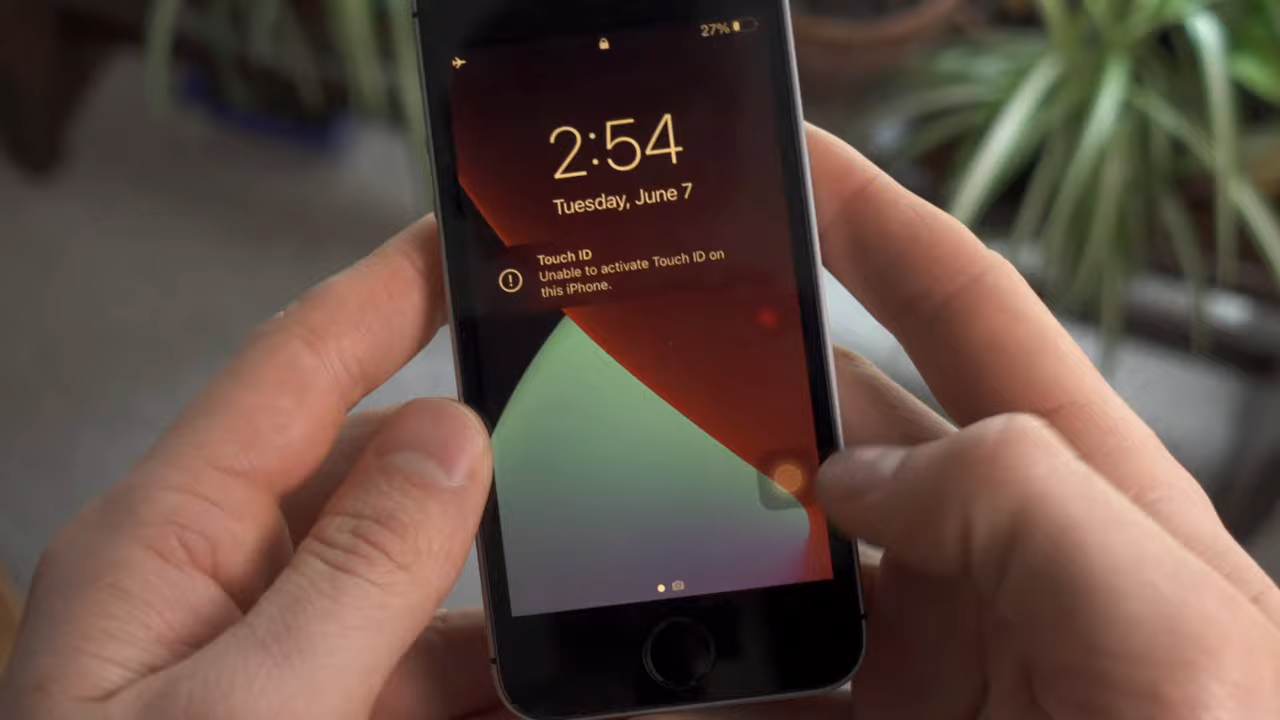 27%
2:54
Tuesday, June 7
Touch ID
Unable to activate Touch ID on
this iPhone.